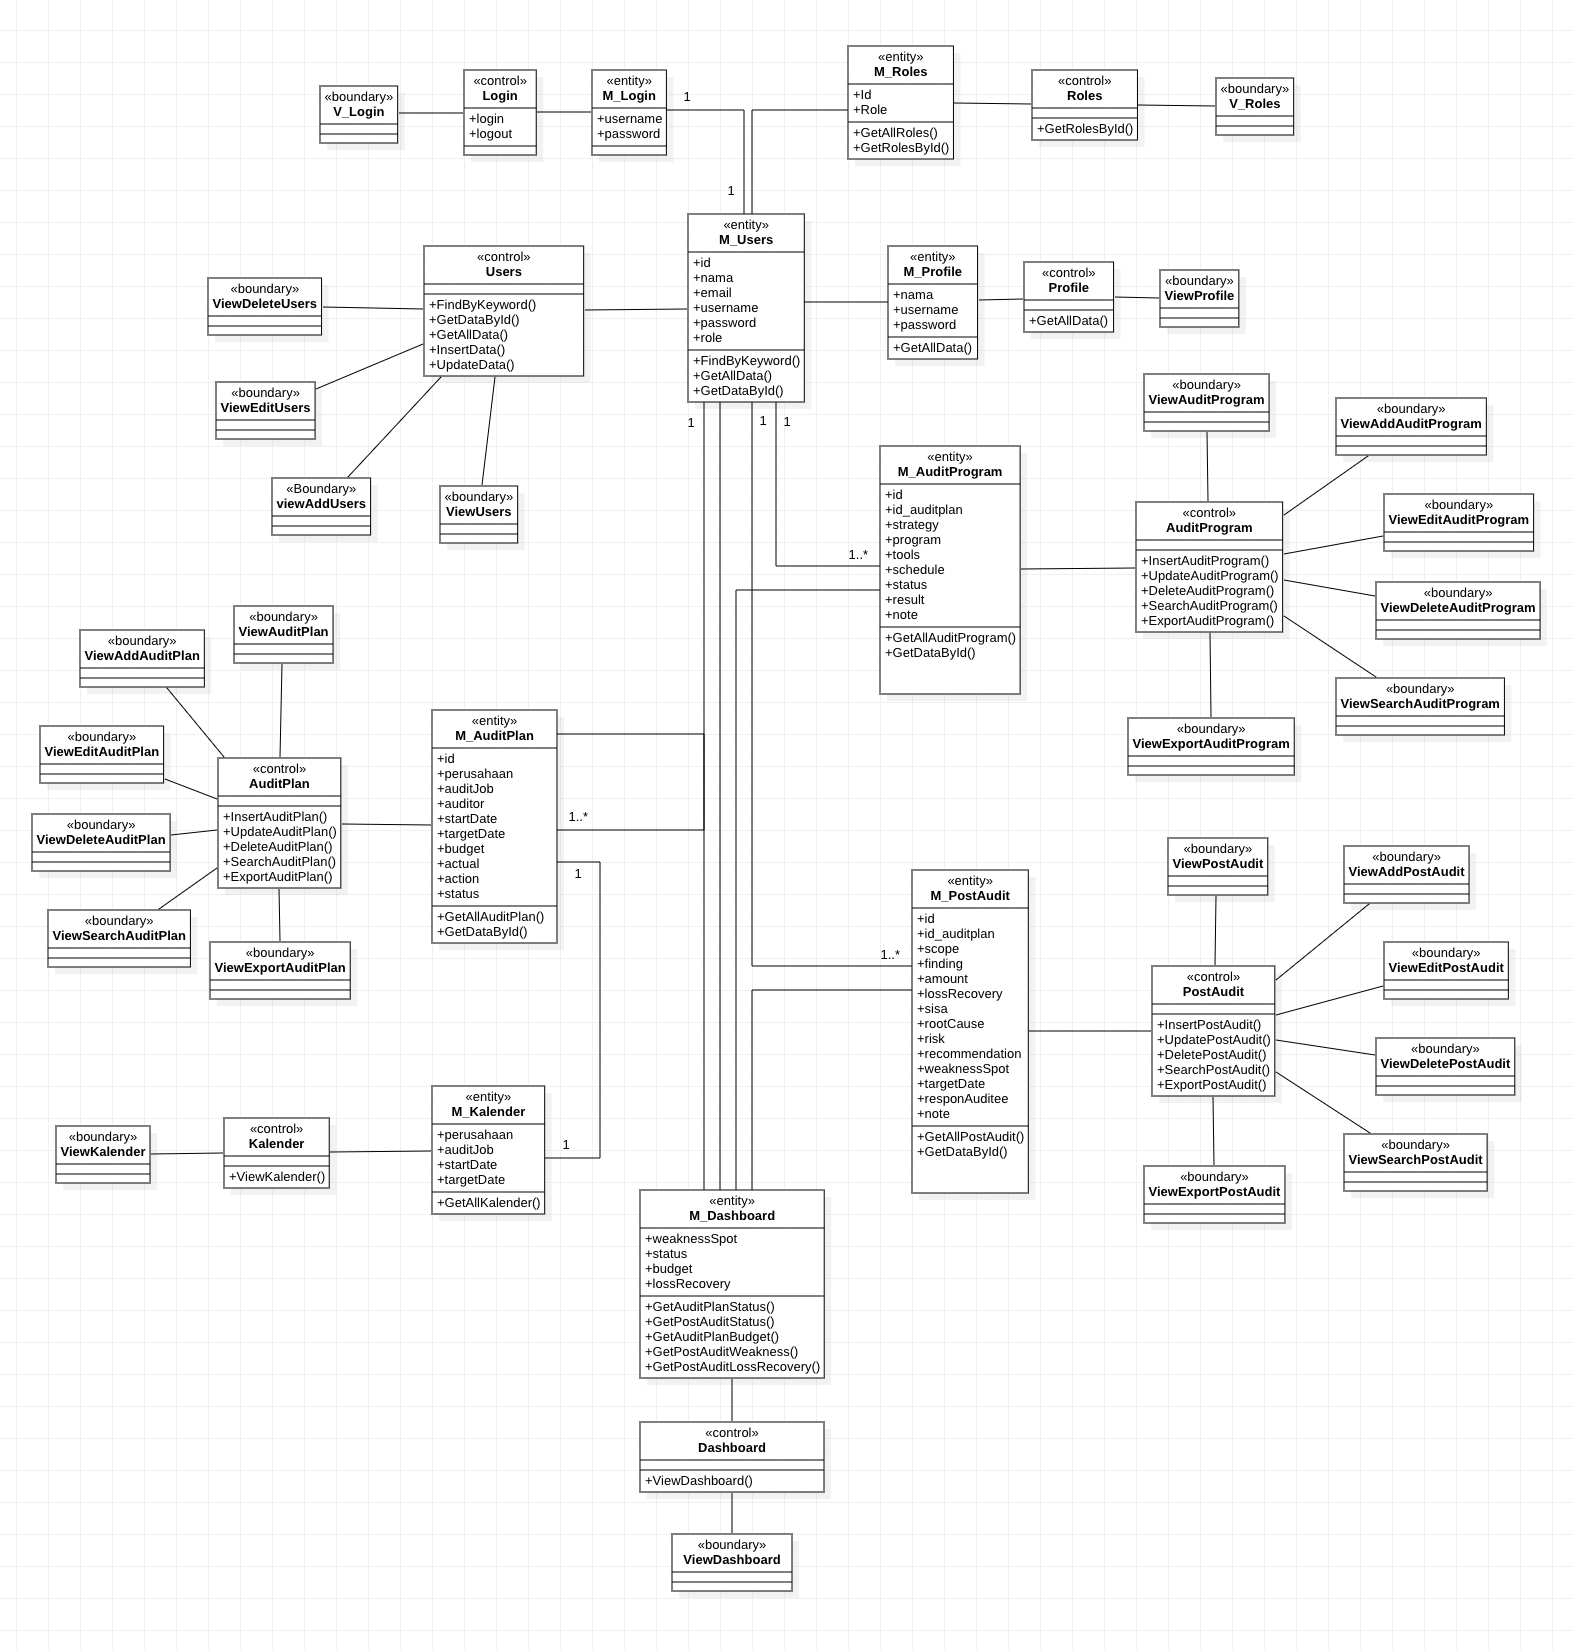 «boundary»
V_Login
«control»
Login
+login
+logout
«entity»
M_Login
+username
+password
1
1
«entity»
M_Roles
+Id
+Role
+GetAllRoles()
+GetRolesById()
«control»
Roles
+GetRolesById()
«boundary»
V_Roles
«entity»
M_Users
+id
+nama
+email
+username
+password
+role
+FindByKeyword()
+GetAllData()
+GetDataById()
1
1
1
«control»
Users
+FindByKeyword()
+GetDataById()
+GetAllData()
+InsertData()
+UpdateData()
«boundary»
ViewDeleteUsers
«boundary»
ViewEditUsers
«Boundary»
viewAddUsers
«boundary»
ViewUsers
«entity»
M_Profile
+nama
+username
+password
+GetAllData()
«control»
Profile
+GetAllData()
«boundary»
ViewProfile
«entity»
M_AuditProgram
+id
+id_auditplan
+strategy
+program
+tools
+schedule
+status
+result
+note
+GetAllAuditProgram()
+GetDataById()
1..*
«boundary»
ViewAuditProgram
«boundary»
ViewAddAuditProgram
«control»
AuditProgram
+InsertAuditProgram()
+UpdateAuditProgram()
+DeleteAuditProgram()
+SearchAuditProgram()
+ExportAuditProgram()
«boundary»
ViewEditAuditProgram
«boundary»
ViewDeleteAuditProgram
«boundary»
ViewSearchAuditProgram
«boundary»
ViewExportAuditProgram
«boundary»
ViewAuditPlan
«boundary»
ViewAddAuditPlan
«boundary»
ViewEditAuditPlan
«control»
AuditPlan
+InsertAuditPlan()
+UpdateAuditPlan()
+DeleteAuditPlan()
+SearchAuditPlan()
+ExportAuditPlan()
«boundary»
ViewDeleteAuditPlan
«boundary»
ViewSearchAuditPlan
«boundary»
ViewExportAuditPlan
«entity»
M_AuditPlan
+id
+perusahaan
+auditJob
+auditor
+startDate
+targetDate
+budget
+actual
+action
+status
+GetAllAuditPlan()
+GetDataById()
1..*
1
«entity»
M_PostAudit
+id
+id_auditplan
+scope
+finding
+amount
+lossRecovery
+sisa
+rootCause
+risk
+recommendation
+weaknessSpot
+targetDate
+responAuditee
+note
+GetAllPostAudit()
+GetDataById()
1..*
«boundary»
ViewPostAudit
«boundary»
ViewAddPostAudit
«control»
PostAudit
+InsertPostAudit()
+UpdatePostAudit()
+DeletePostAudit()
+SearchPostAudit()
+ExportPostAudit()
«boundary»
ViewEditPostAudit
«boundary»
ViewDeletePostAudit
«boundary»
ViewSearchPostAudit
«boundary»
ViewExportPostAudit
«boundary»
ViewKalender
«control»
Kalender
+ViewKalender()
«entity»
M_Kalender
+perusahaan
+auditJob
+startDate
+targetDate
+GetAllKalender()
1
«entity»
M_Dashboard
+weaknessSpot
+status
+budget
+lossRecovery
+GetAuditPlanStatus()
+GetPostAuditStatus()
+GetAuditPlanBudget()
+GetPostAuditWeakness()
+GetPostAuditLossRecovery()
«control»
Dashboard
+ViewDashboard()
«boundary»
ViewDashboard